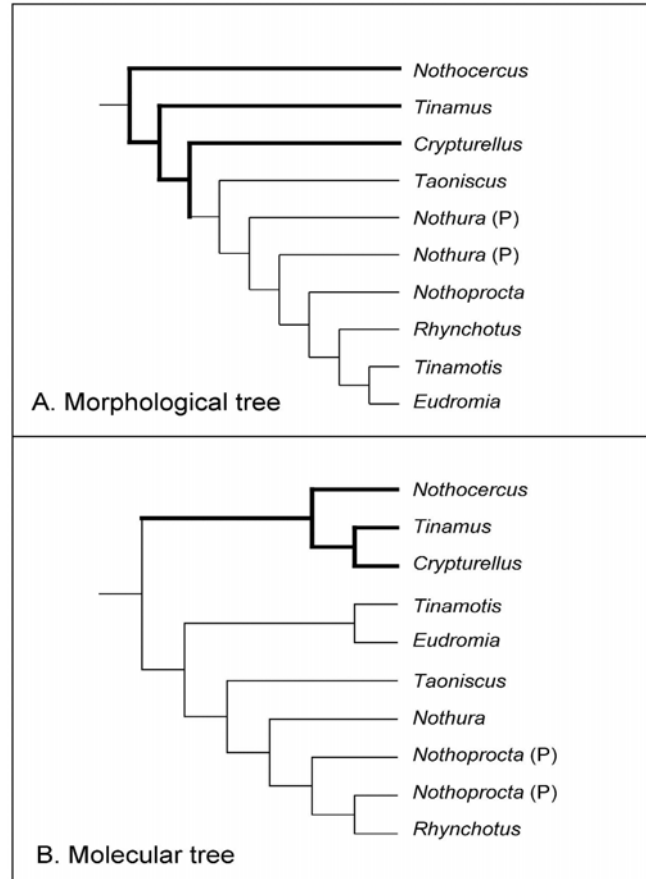 Nothocercus
Tinamus
Crypturellus
Taoniscus
Nothura (P)
Nothura (P)
Nothoprocta
Rhynchotus
Tinamotis
Eudromia
A. Morphological tree
Nothocercus
Tinamus
Crypturellus
Tinamotis
Eudromia
Taoniscus
Nothura
Nothoprocta (P)
Nothoprocta (P)
Rhynchotus
B. Molecular tree